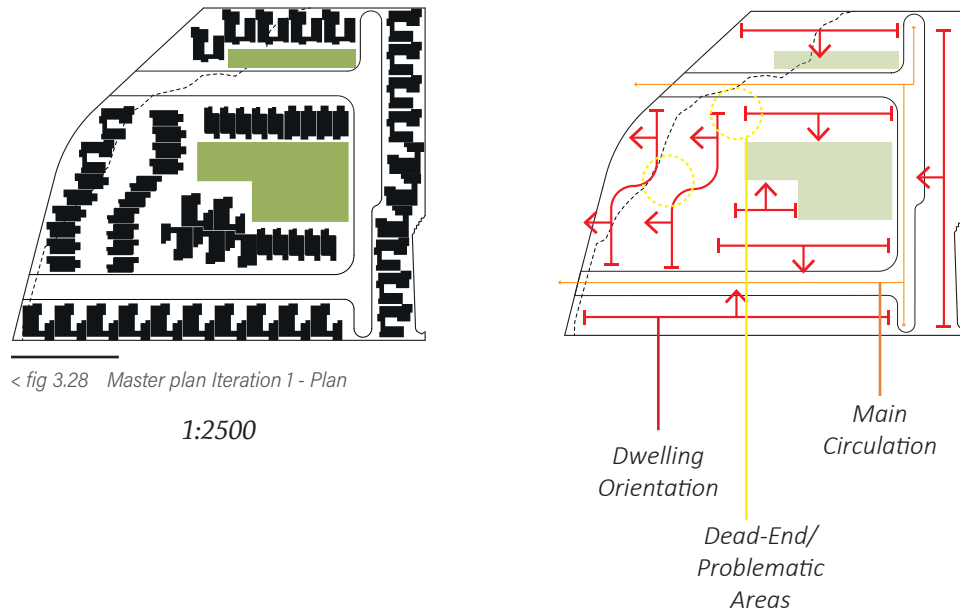 < fig 3.28 Master plan Iteration 1 - Plan
1:2500
Dwelling
Orientation
Dead-End/
Problematic
Areas
Main
Circulation